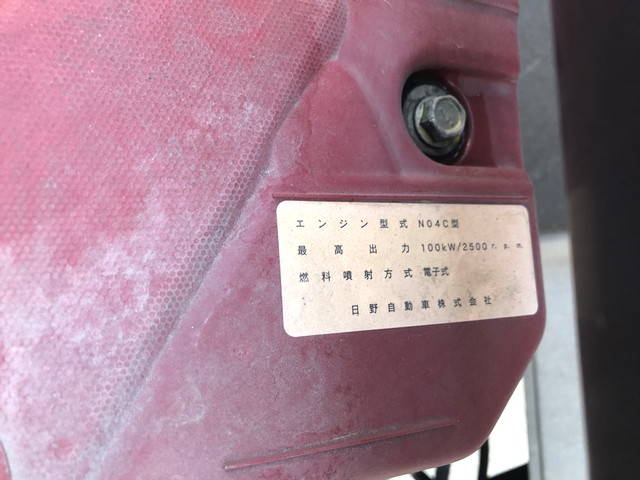 エンジン型式 N04C型
最高出力 100kW/2500r.p.m.
燃料噴射方式 電子式
日野自動車株式会社